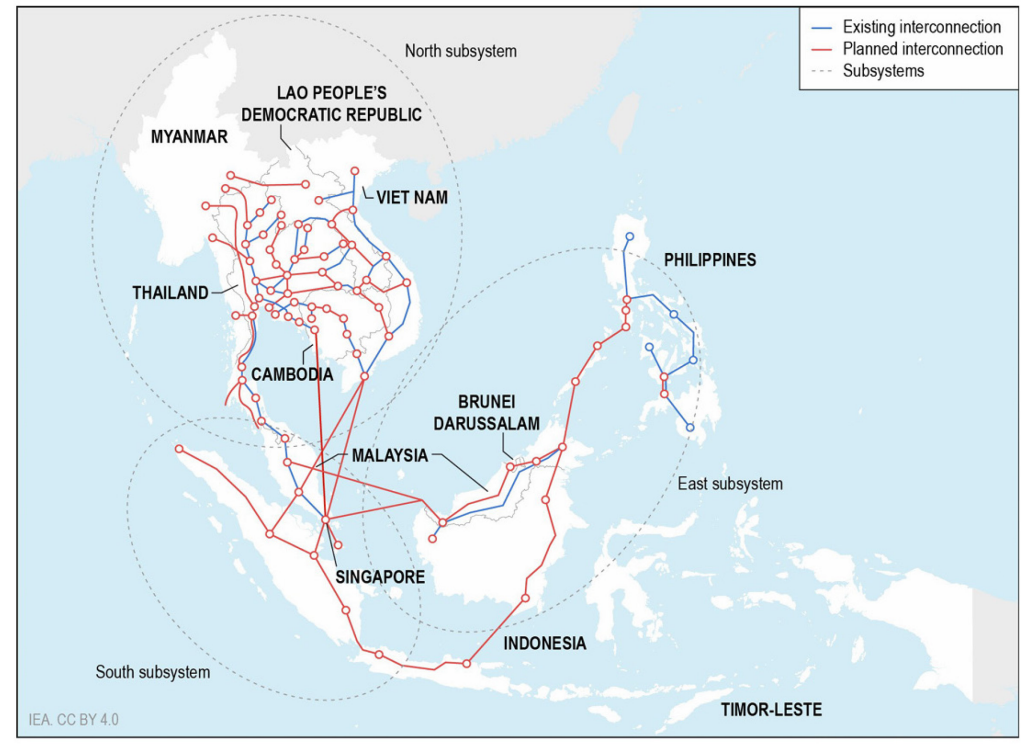 Existing interconnection
Planned interconnection
Subsystems
North subsystem
LAO PEOPLE’S
DEMOCRATIC REPUBLIC
MYANMAR
VIET NAM
PHILIPPINES
THAILAND
CAMBODIA
BRUNEI
DARUSSALAM
MALAYSIA
East subsystem
SINGAPORE
INDONESIA
South subsystem
TIMOR-LESTE
IEA. CC BY 4.0